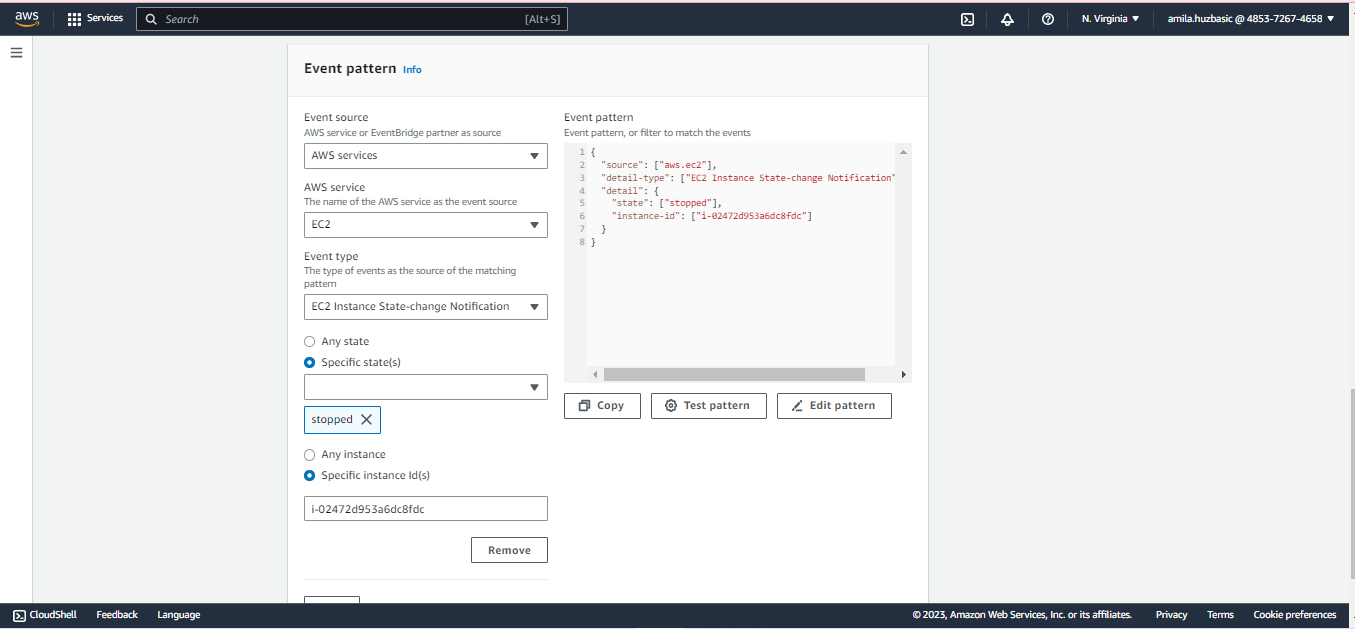 aws
Services
Search
[Alt+S]
N. Virginia
amila.huzbasic @ 4853-7267-4658
Event pattern Info
Event source
AWS service or EventBridge partner as source
AWS services
AWS service
The name of the AWS service as the event source
EC2
Event type
The type of events as the source of the matching
pattern
EC2 Instance State-change Notification
Any state
Specific state(s)
stopped
Any instance
Specific instance Id(s)
i-02472d953a6dc8fdc
Remove
Event pattern
Event pattern, or filter to match the events
1 {
2 "source": ["aws.ec2"],
3 "detail-type": ["EC2 Instance State-change Notification"
4 "detail": {
5 "state": ["stopped"],
6 "instance-id": ["i-02472d953a6dc8fdc"]
7 }
8 }
Copy
Test pattern
Edit pattern
CloudShell
Feedback
Language
© 2023, Amazon Web Services, Inc. or its affiliates.
Privacy
Terms
Cookie preferences